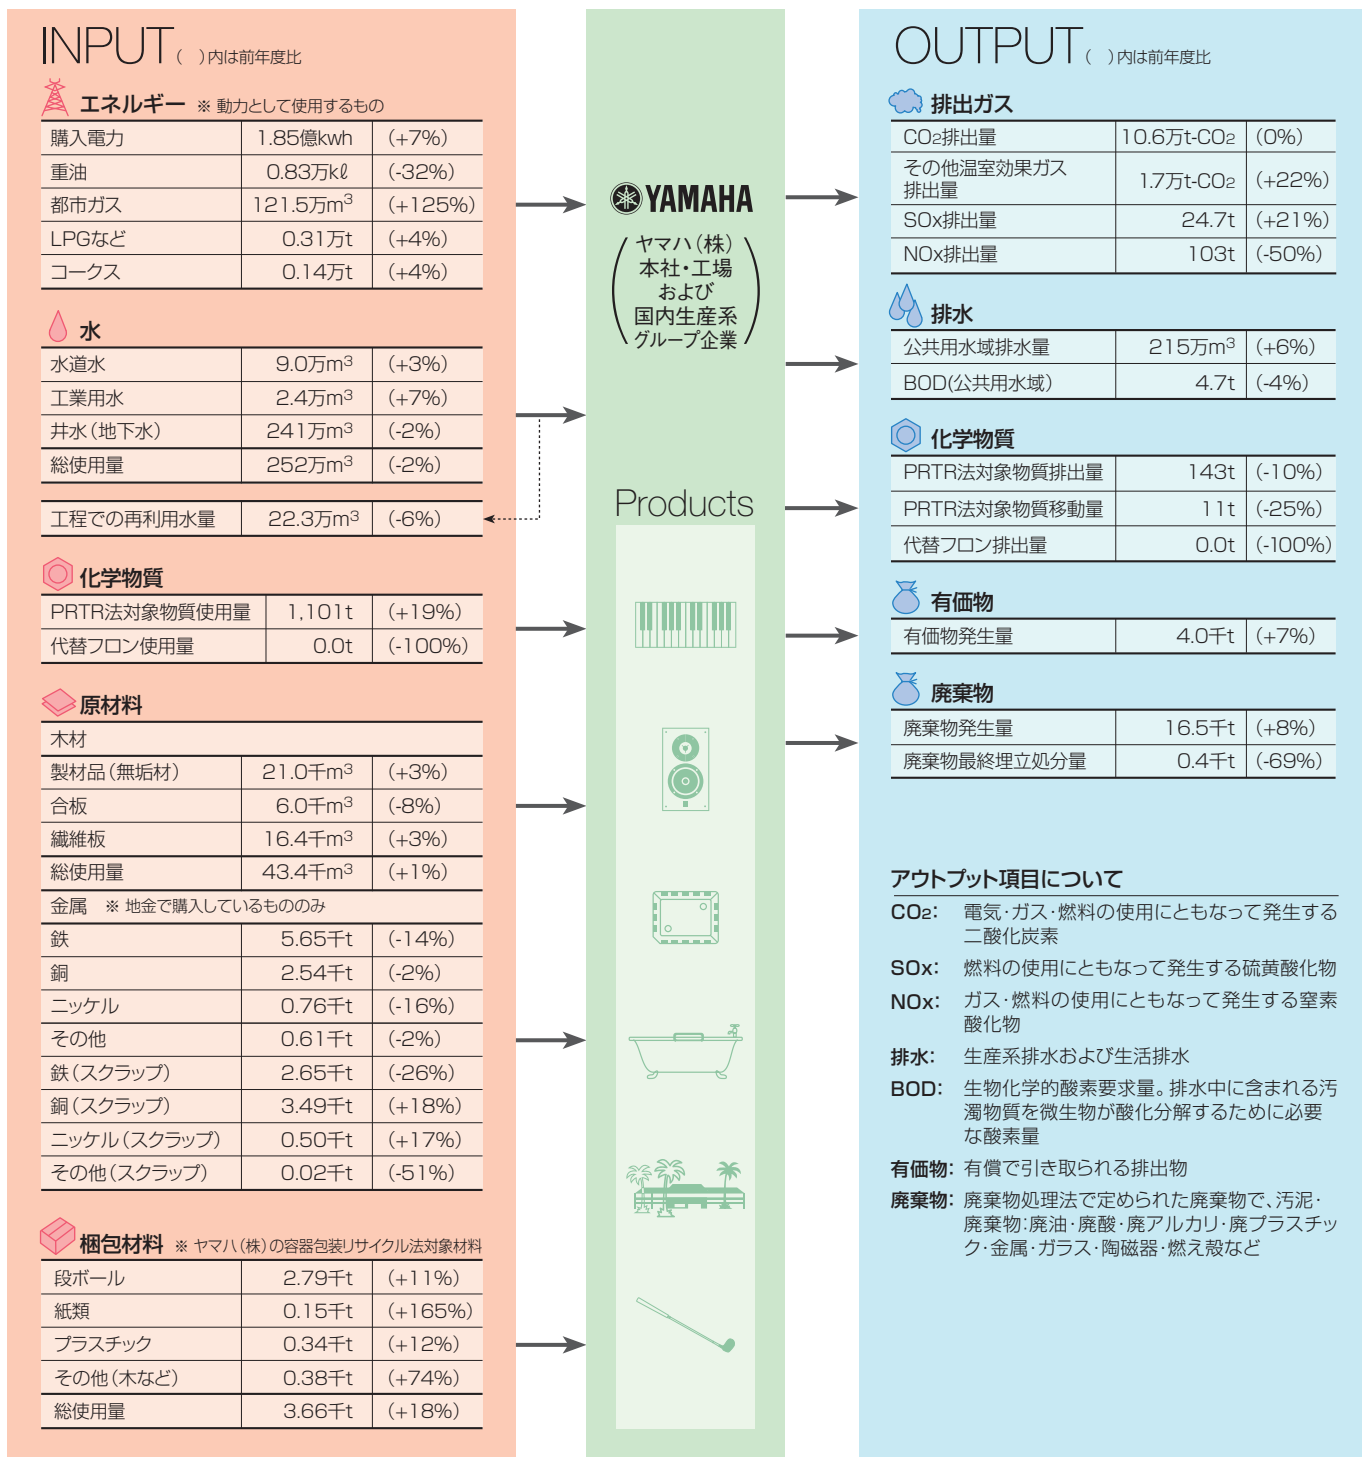 INPUT（　）内は前年度比
エネルギー ※ 動力として使用するもの
購入電力 1.85億kwh （+7%）
重油 0.83万kℓ （-32%）
都市ガス 121.5万m³ （+125%）
LPGなど 0.31万t （+4%）
コークス 0.14万t （+4%）
水
水道水 9.0万m³ （+3%）
工業用水 2.4万m³ （+7%）
井水（地下水） 241万m³ （-2%）
総使用量 252万m³ （-2%）
工程での再利用水量 22.3万m³ （-6%）
化学物質
PRTR法対象物質使用量 1,101t （+19%）
代替フロン使用量 0.0t （-100%）
原材料
木材
製材品（無垢材） 21.0千m³ （+3%）
合板 6.0千m³ （-8%）
繊維板 16.4千m³ （+3%）
総使用量 43.4千m³ （+1%）
金属 ※ 地金で購入しているもののみ
鉄 5.65千t （-14%）
銅 2.54千t （-2%）
ニッケル 0.76千t （-16%）
その他 0.61千t （-2%）
鉄（スクラップ） 2.65千t （-26%）
銅（スクラップ） 3.49千t （+18%）
ニッケル（スクラップ） 0.50千t （+17%）
その他（スクラップ） 0.02千t （-51%）
梱包材料 ※ ヤマハ（株）の容器包装リサイクル法対象材料
段ボール 2.79千t （+11%）
紙類 0.15千t （+165%）
プラスチック 0.34千t （+12%）
その他（木など） 0.38千t （+74%）
総使用量 3.66千t （+18%）
YAMAHA
ヤマハ（株）
本社・工場
および
国内生産系
グループ企業
Products
OUTPUT（　）内は前年度比
排出ガス
CO₂排出量 10.6万t-CO₂ （0%）
その他温室効果ガス
排出量 1.7万t-CO₂ （+22%）
SOx排出量 24.7t （+21%）
NOx排出量 103t （-50%）
排水
公共用水域排水量 215万m³ （+6%）
BOD(公共用水域） 4.7t （-4%）
化学物質
PRTR法対象物質排出量 143t （-10%）
PRTR法対象物質移動量 11t （-25%）
代替フロン排出量 0.0t （-100%）
有価物
有価物発生量 4.0千t （+7%）
廃棄物
廃棄物発生量 16.5千t （+8%）
廃棄物最終埋立処分量 0.4千t （-69%）
アウトプット項目について
CO₂： 電気・ガス・燃料の使用にともなって発生する
二酸化炭素
SOx： 燃料の使用にともなって発生する硫黄酸化物
NOx： ガス・燃料の使用にともなって発生する窒素
酸化物
排水： 生産系排水および生活排水
BOD： 生物化学的酸素要求量。排水中に含まれる汚
濁物質を微生物が酸化分解するために必要
な酸素量
有価物： 有償で引き取られる排出物
廃棄物： 廃棄物処理法で定められた廃棄物で、汚泥・
廃棄物：廃油・廃酸・廃アルカリ・廃プラスチッ
ク・金属・ガラス・陶磁器・燃え殻など